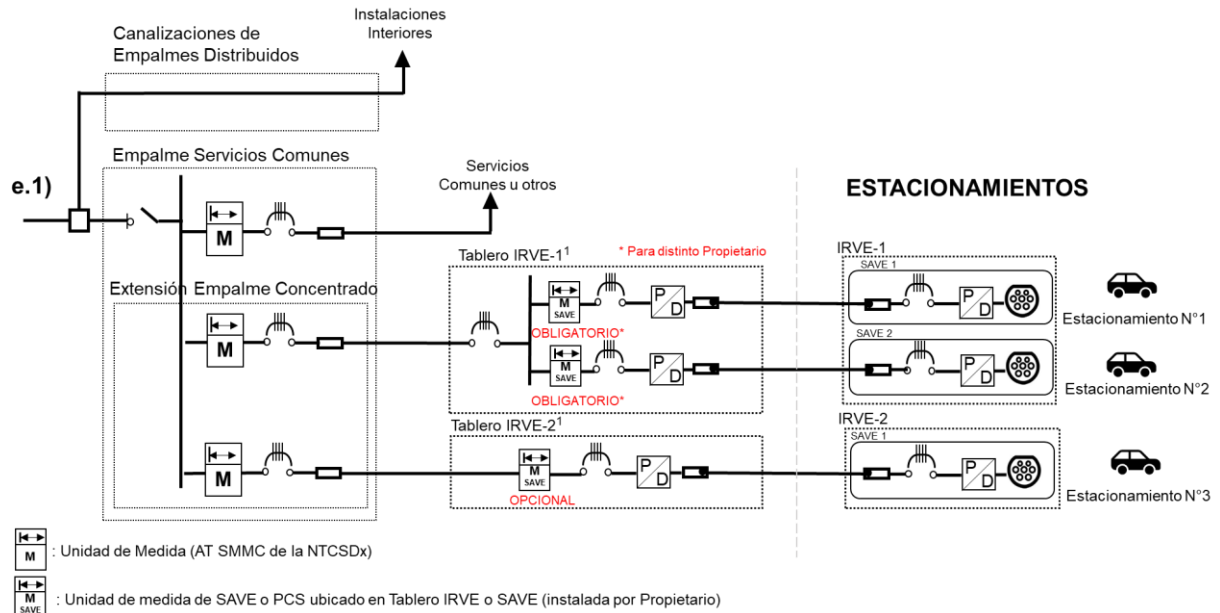 Canalizaciones de
Empalmes Distribuidos
Instalaciones
Interiores
Empalme Servicios Comunes
e.1)
M
Servicios
Comunes u otros
ESTACIONAMIENTOS
Tablero IRVE-1¹
* Para distinto Propietario
IRVE-1
SAVE 1
Extensión Empalme Concentrado
M
M
SAVE
P
D
OBLIGATORIO*
P
D
Estacionamiento N°1
M
SAVE
P
D
OBLIGATORIO*
SAVE 2
P
D
Estacionamiento N°2
Tablero IRVE-2¹
IRVE-2
SAVE 1
M
M
SAVE
P
D
OPCIONAL
P
D
Estacionamiento N°3
M
: Unidad de Medida (AT SMMC de la NTCSDx)
M
SAVE
: Unidad de medida de SAVE o PCS ubicado en Tablero IRVE o SAVE (instalada por Propietario)